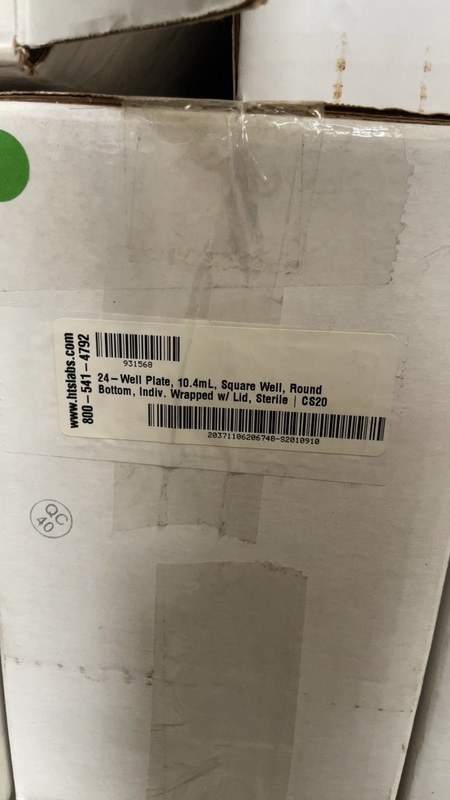 www.htslabs.com
800-541-4792
931568
24-Well Plate, 10.4mL, Square Well, Round
Bottom, Indiv. Wrapped w/ Lid, Sterile | CS20
20371106206748-S2010910
QC
40